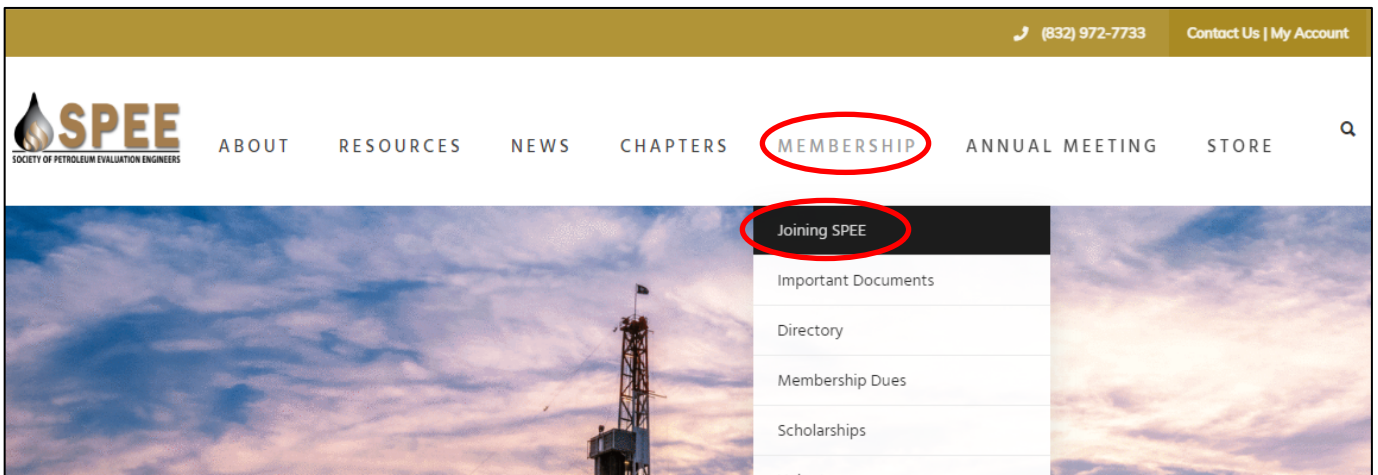 (832) 972-7733 Contact Us | My Account
SPEE
SOCIETY OF PETROLEUM EVALUATION ENGINEERS
ABOUT RESOURCES NEWS CHAPTERS MEMBERSHIP ANNUAL MEETING STORE
Joining SPEE
Important Documents
Directory
Membership Dues
Scholarships